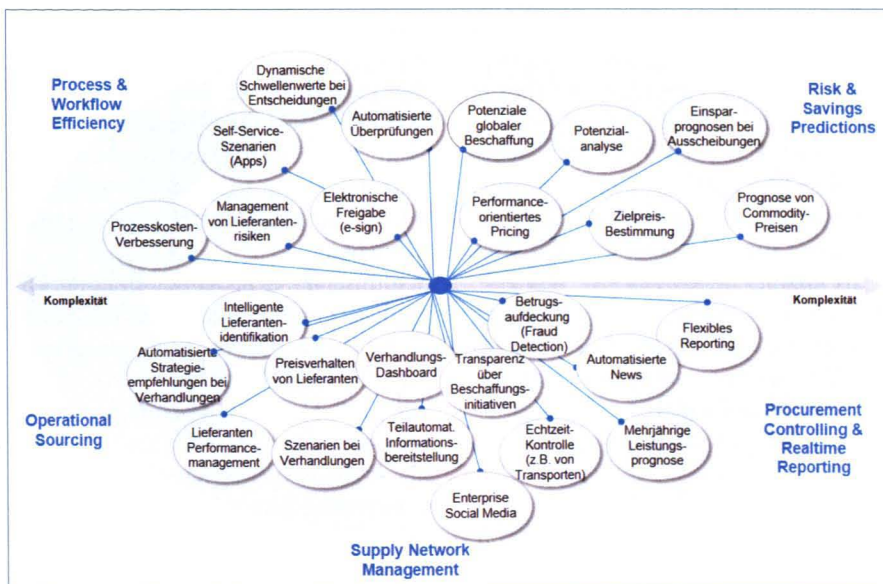 Process &
Workflow
Efficiency
Dynamische
Schwellenwerte bei
Entscheidungen
Automatisierte
Überprüfungen
Potenziale
globaler
Beschaffung
Potenzial-
analyse
Einspar-
prognosen bei
Ausscheibungen
Risk &
Savings
Predictions
Self-Service-
Szenarien
(Apps)
Prozesskosten-
Verbesserung
Management
von Lieferanten-
risiken
Elektronische
Freigabe
(e-sign)
Performance-
orientiertes
Pricing
Zielpreis-
Bestimmung
Prognose von
Commodity-
Preisen
Komplexität
Komplexität
Intelligente
Lieferanten-
identifikation
Betrugs-
aufdeckung
(Fraud
Detection)
Flexibles
Reporting
Automatisierte
Strategie-
empfehlungen bei
Verhandlungen
Preisverhalten
von Lieferanten
Verhandlungs-
Dashboard
Transparenz
über
Beschaffungs-
initiativen
Automatisierte
News
Operational
Sourcing
Lieferanten
Performance-
management
Szenarien bei
Verhandlungen
Teilautomat.
Informations-
bereitstellung
Echtzeit-
Kontrolle
(z.B. von
Transporten)
Mehrjährige
Leistungs-
prognose
Procurement
Controlling &
Realtime
Reporting
Enterprise
Social Media
Supply Network
Management